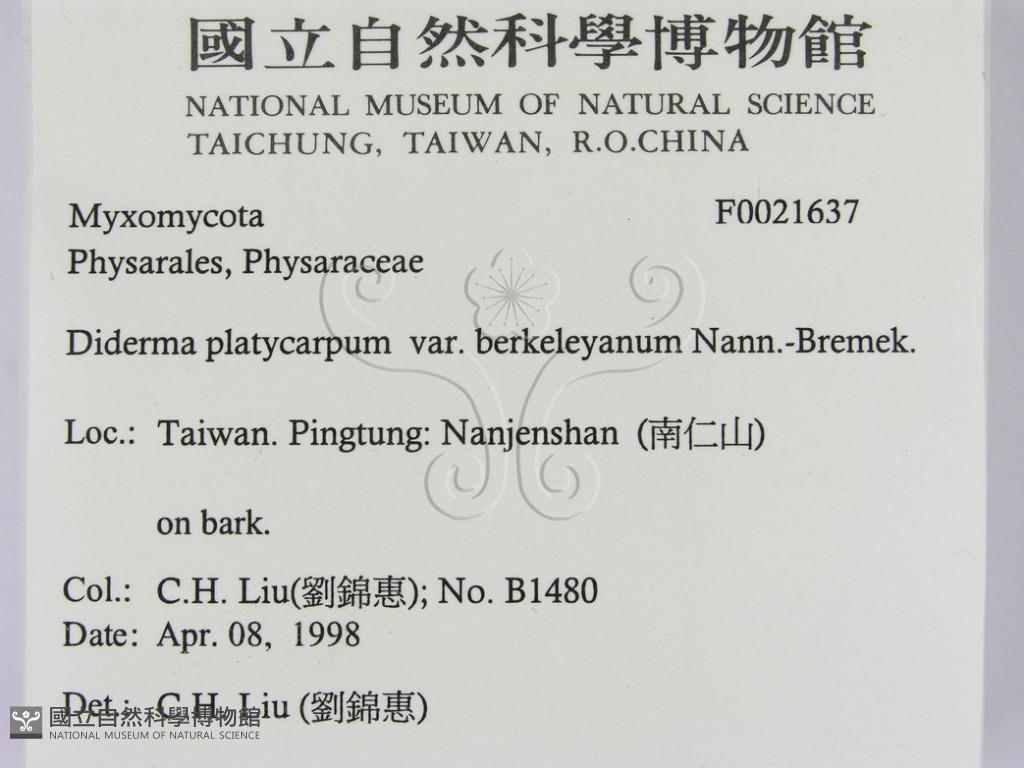 國立自然科學博物館
NATIONAL MUSEUM OF NATURAL SCIENCE
TAICHUNG, TAIWAN, R.O.CHINA
Myxomycota F0021637
Physarales, Physaraceae
Diderma platycarpum var. berkeleyanum Nann.-Bremek.
Loc.: Taiwan. Pingtung: Nanjenshan (南仁山)
on bark.
Col.: C.H. Liu(劉錦惠); No. B1480
Date: Apr. 08, 1998
Det.: C.H. Liu (劉錦惠)
國立自然科學博物館
NATIONAL MUSEUM OF NATURAL SCIENCE